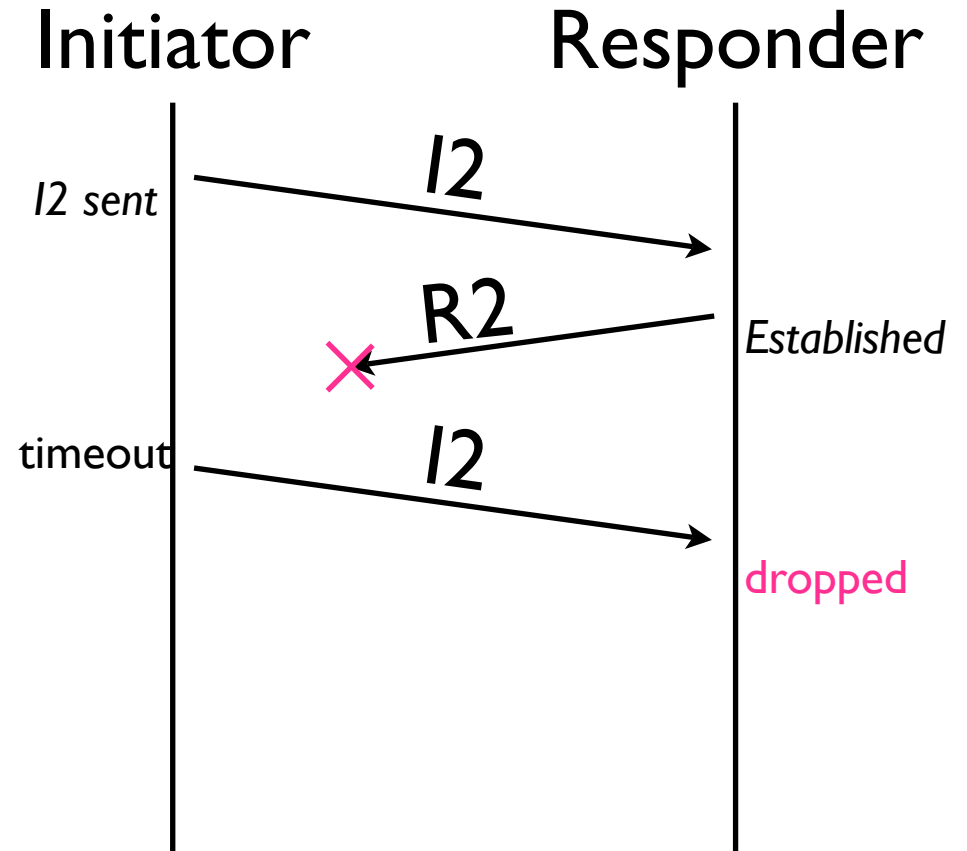 Initiator
Responder
I2
I2 sent
R2
Established
timeout
I2
dropped